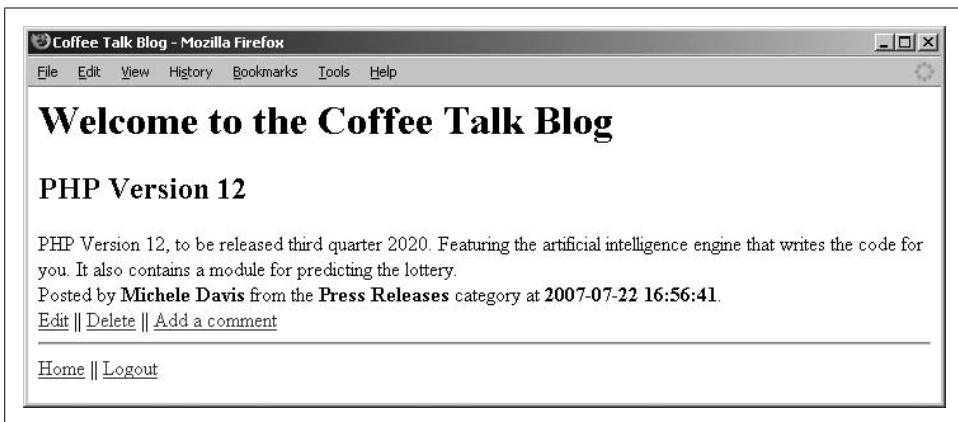 Coffee Talk Blog - Mozilla Firefox
File Edit View History Bookmarks Tools Help
Welcome to the Coffee Talk Blog
PHP Version 12
PHP Version 12, to be released third quarter 2020. Featuring the artificial intelligence engine that writes the code for
you. It also contains a module for predicting the lottery.
Posted by Michele Davis from the Press Releases category at 2007-07-22 16:56:41.
Edit || Delete || Add a comment
Home || Logout